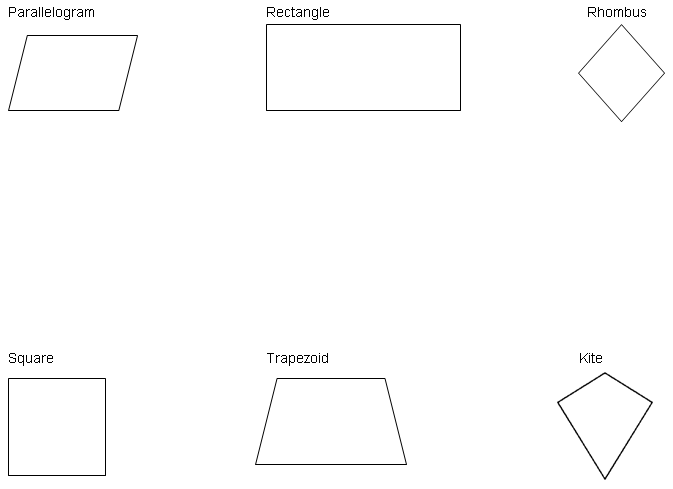 Parallelogram
Rectangle
Rhombus
Square
Trapezoid
Kite